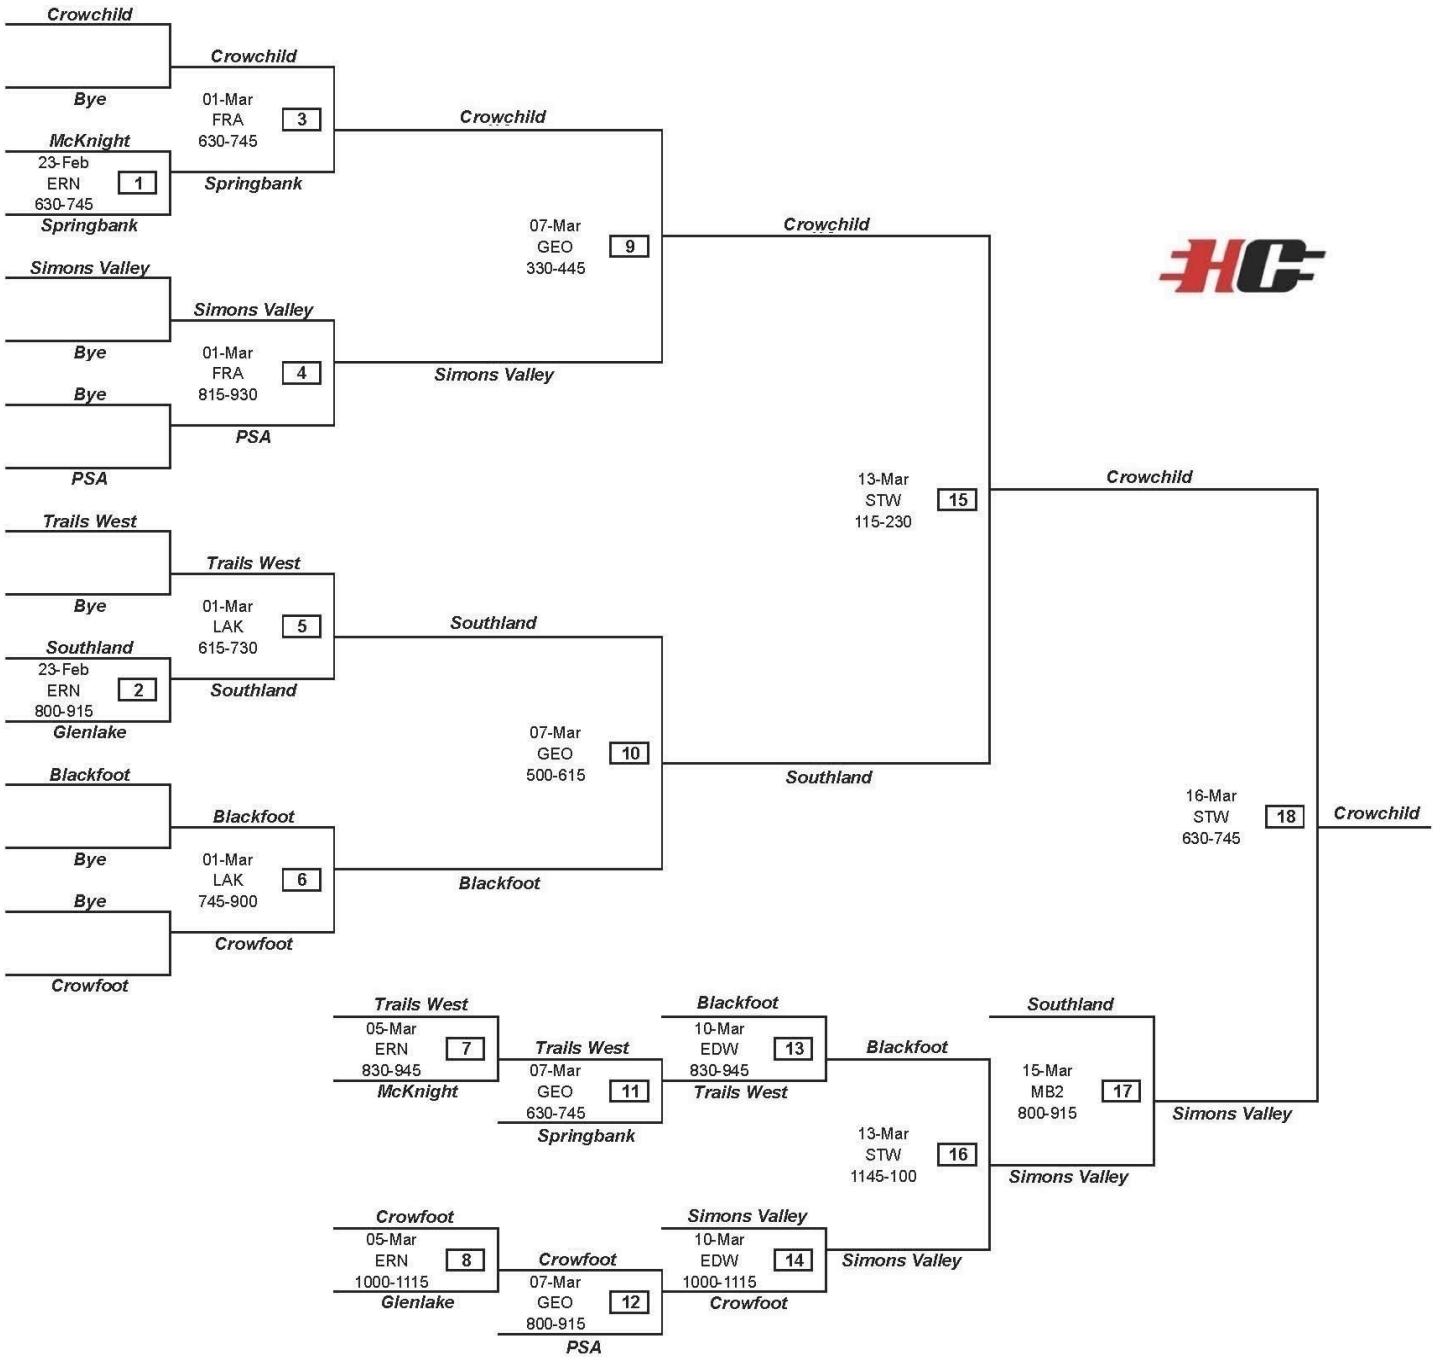 Crowchild
Bye
Crowchild
01-Mar
FRA
630-745
3
McKnight
23-Feb
ERN
630-745
1
Springbank
Springbank
Crowchild
Simons Valley
Bye
Simons Valley
01-Mar
FRA
815-930
4
Bye
PSA
PSA
Simons Valley
07-Mar
GEO
330-445
9
Crowchild
HC
Trails West
Bye
Trails West
01-Mar
LAK
615-730
5
Southland
23-Feb
ERN
800-915
2
Glenlake
Southland
Southland
Blackfoot
Bye
Blackfoot
01-Mar
LAK
745-900
6
Bye
Crowfoot
Crowfoot
Blackfoot
07-Mar
GEO
500-615
10
Southland
13-Mar
STW
115-230
15
Crowchild
16-Mar
STW
630-745
18
Crowchild
Trails West
05-Mar
ERN
830-945
7
McKnight
Trails West
07-Mar
GEO
630-745
11
Springbank
Blackfoot
10-Mar
EDW
830-945
13
Trails West
Blackfoot
13-Mar
STW
1145-100
16
Southland
15-Mar
MB2
800-915
17
Simons Valley
Simons Valley
Crowfoot
05-Mar
ERN
1000-1115
8
Glenlake
Crowfoot
07-Mar
GEO
800-915
12
PSA
Simons Valley
10-Mar
EDW
1000-1115
14
Crowfoot
Simons Valley